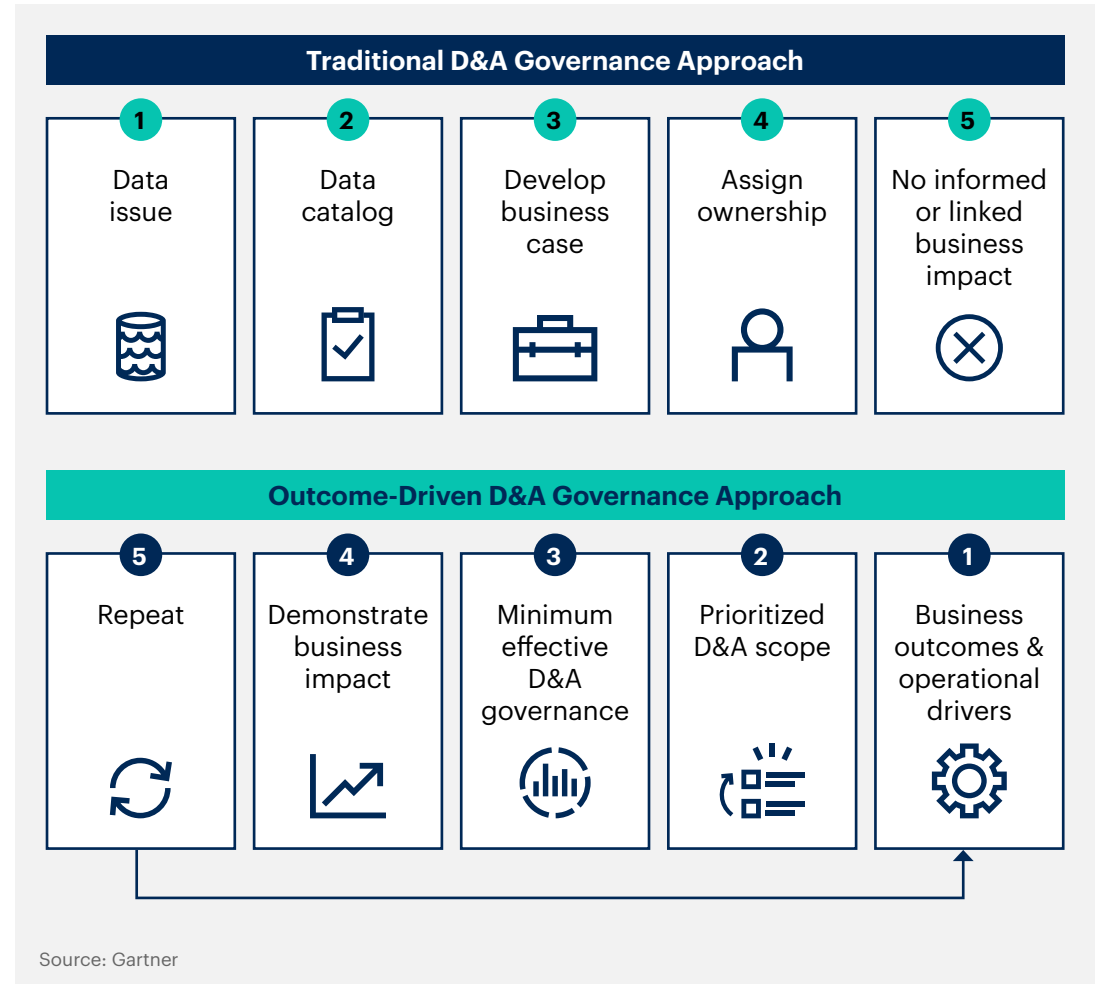 Traditional D&A Governance Approach
1
Data
issue
2
Data
catalog
3
Develop
business
case
4
Assign
ownership
5
No informed
or linked
business
impact
Outcome-Driven D&A Governance Approach
5
Repeat
4
Demonstrate
business
impact
3
Minimum
effective
D&A
governance
2
Prioritized
D&A scope
1
Business
outcomes &
operational
drivers
Source: Gartner